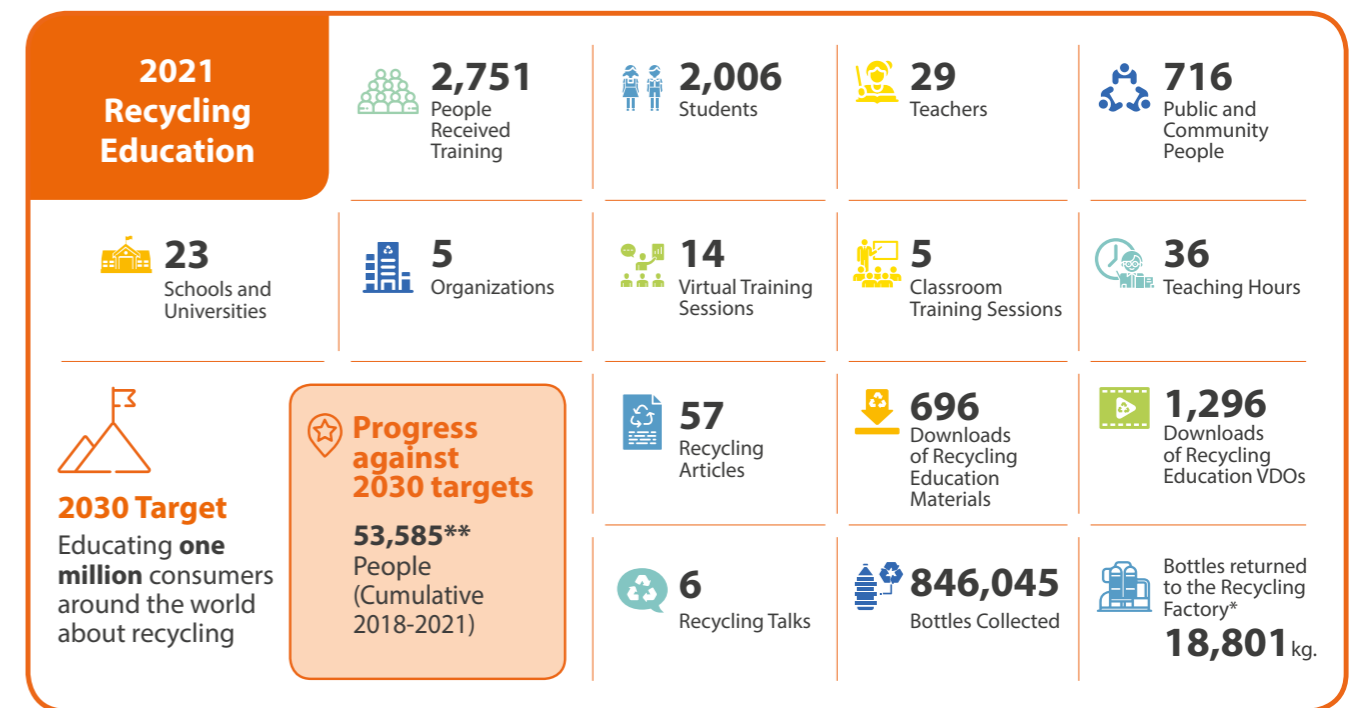 2021
Recycling
Education
2,751
People
Received
Training
2,006
Students
29
Teachers
716
Public and
Community
People
23
Schools and
Universities
5
Organizations
14
Virtual Training
Sessions
5
Classroom
Training Sessions
36
Teaching Hours
2030 Target
Educating one
million consumers
around the world
about recycling
Progress
against
2030 targets
53,585**
People
(Cumulative
2018-2021)
57
Recycling
Articles
696
Downloads
of Recycling
Education
Materials
1,296
Downloads
of Recycling
Education VDOs
6
Recycling Talks
846,045
Bottles Collected
Bottles returned
to the Recycling
Factory*
18,801 kg.